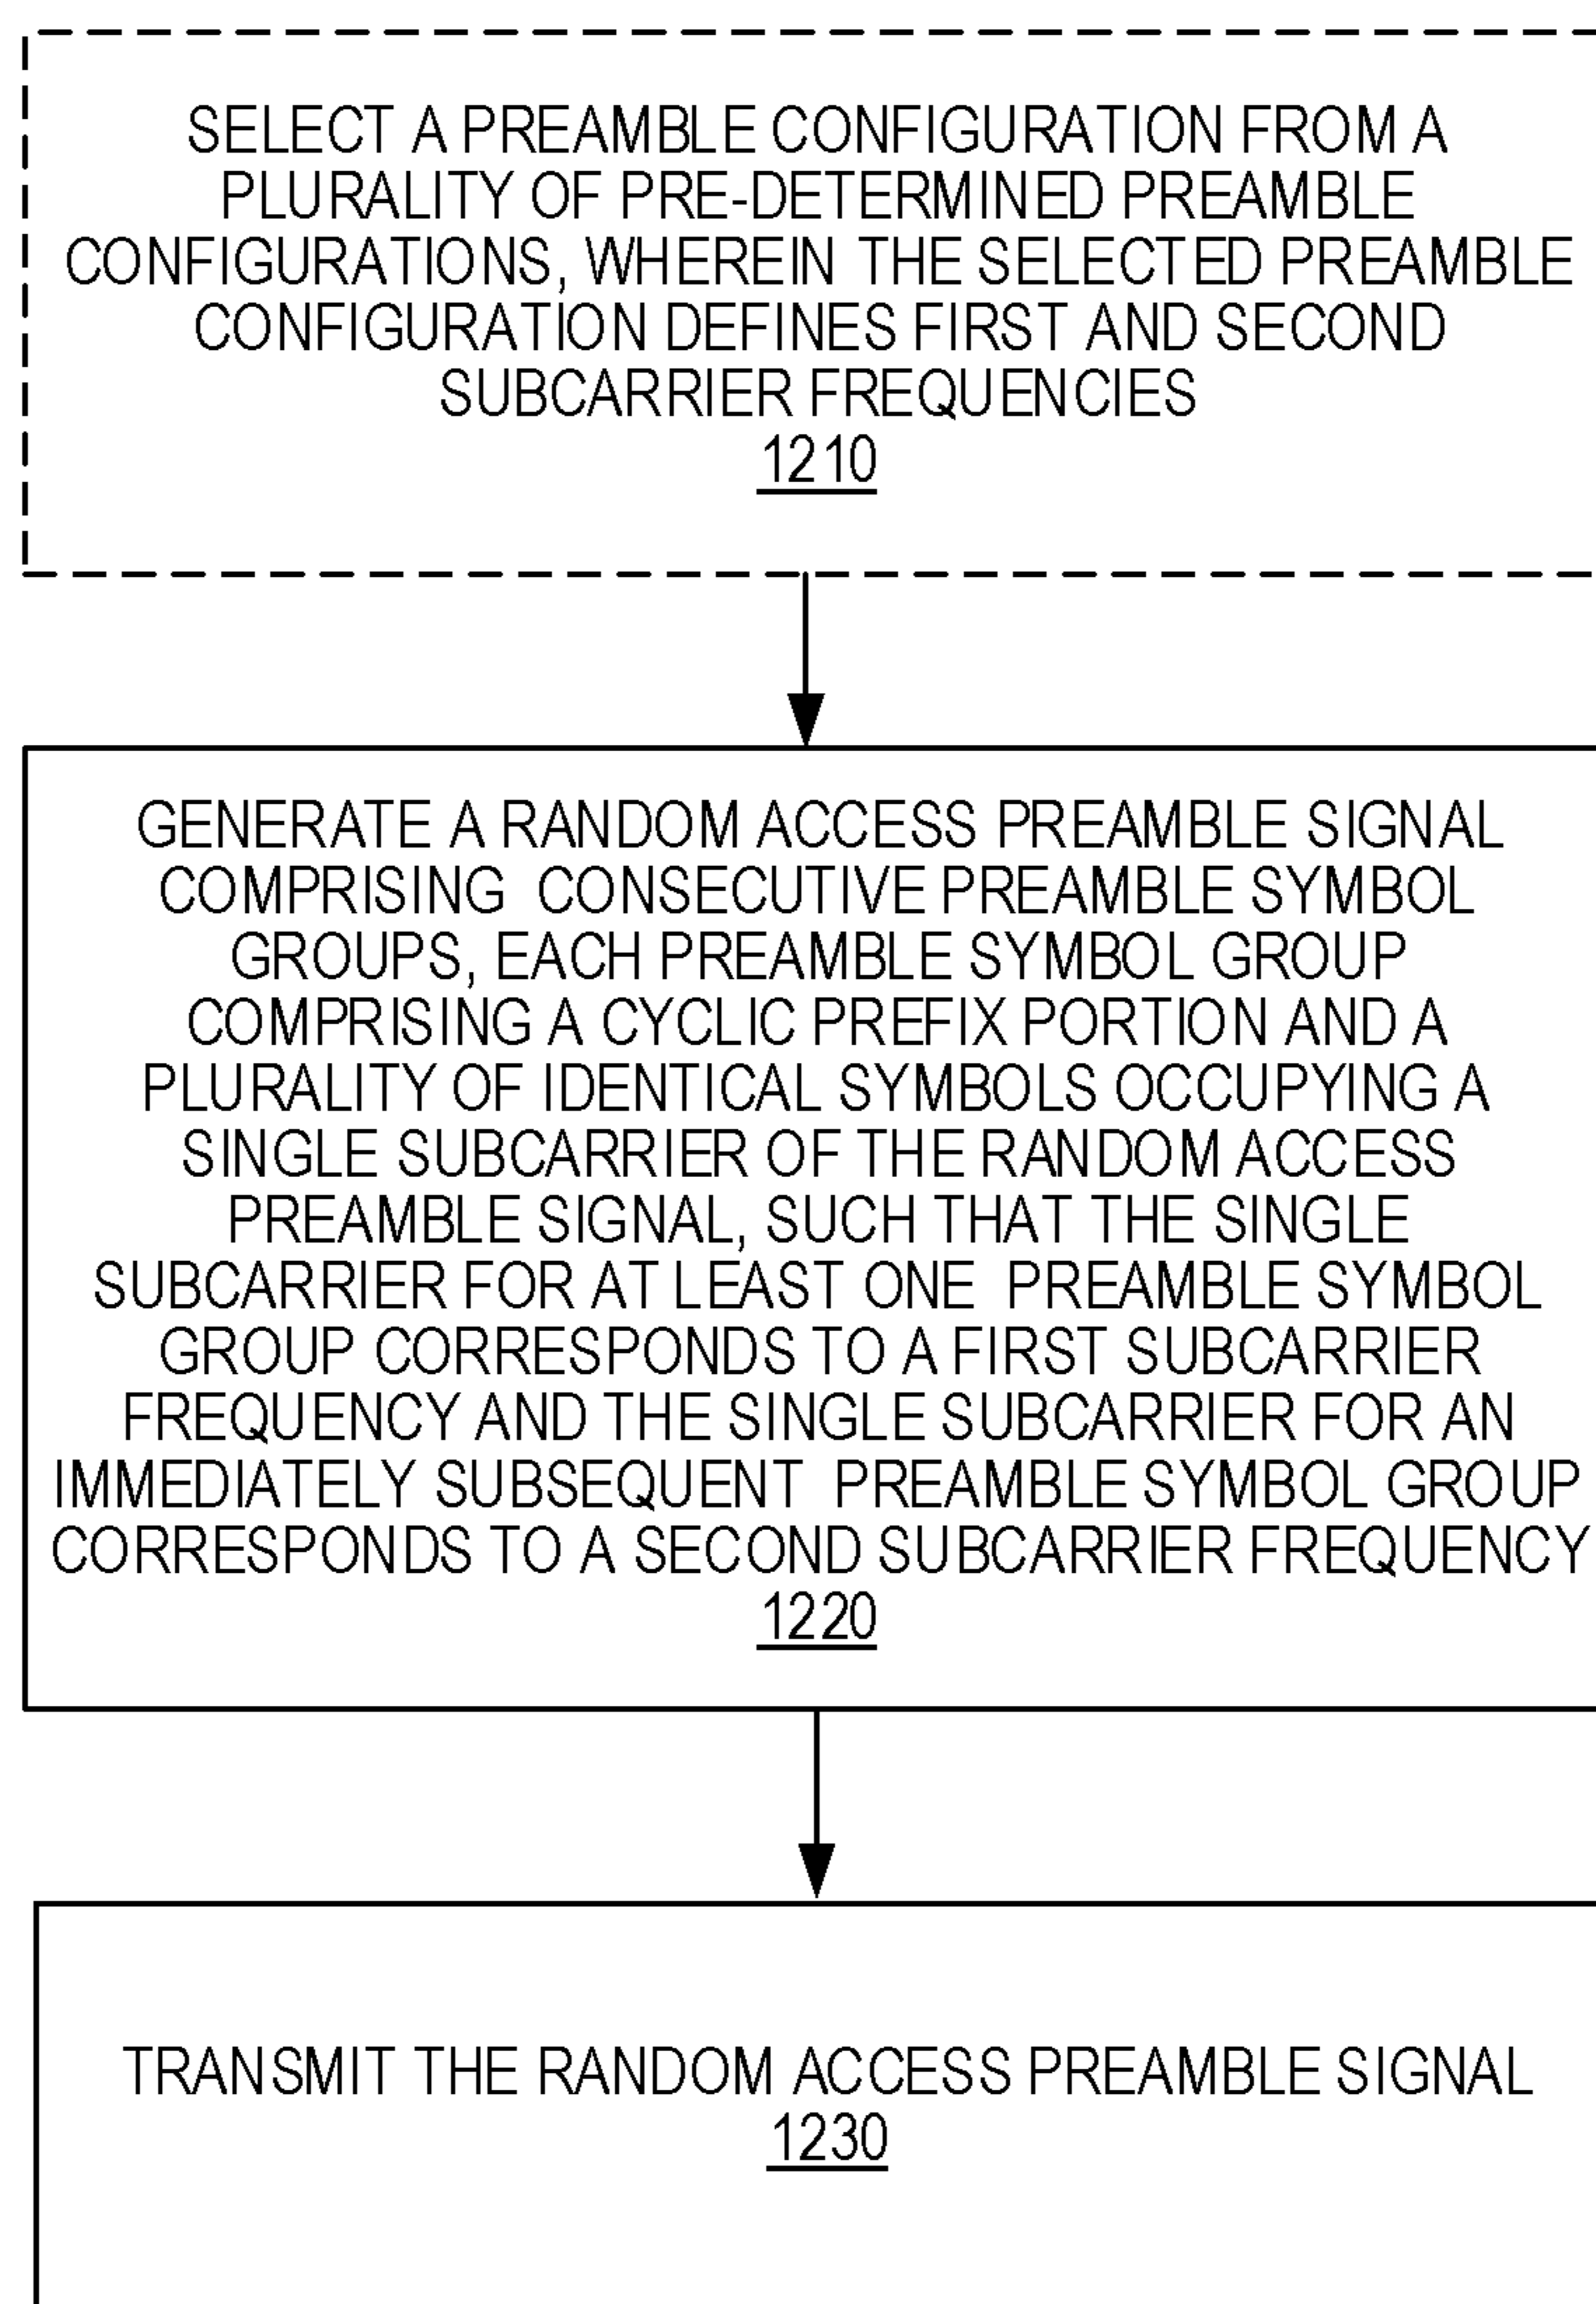 SELECT A PREAMBLE CONFIGURATION FROM A
PLURALITY OF PRE-DETERMINED PREAMBLE
CONFIGURATIONS, WHEREIN THE SELECTED PREAMBLE
CONFIGURATION DEFINES FIRST AND SECOND
SUBCARRIER FREQUENCIES
1210
GENERATE A RANDOM ACCESS PREAMBLE SIGNAL
COMPRISING CONSECUTIVE PREAMBLE SYMBOL
GROUPS, EACH PREAMBLE SYMBOL GROUP
COMPRISING A CYCLIC PREFIX PORTION AND A
PLURALITY OF IDENTICAL SYMBOLS OCCUPYING A
SINGLE SUBCARRIER OF THE RANDOM ACCESS
PREAMBLE SIGNAL, SUCH THAT THE SINGLE
SUBCARRIER FOR AT LEAST ONE PREAMBLE SYMBOL
GROUP CORRESPONDS TO A FIRST SUBCARRIER
FREQUENCY AND THE SINGLE SUBCARRIER FOR AN
IMMEDIATELY SUBSEQUENT PREAMBLE SYMBOL GROUP
CORRESPONDS TO A SECOND SUBCARRIER FREQUENCY
1220
TRANSMIT THE RANDOM ACCESS PREAMBLE SIGNAL
1230